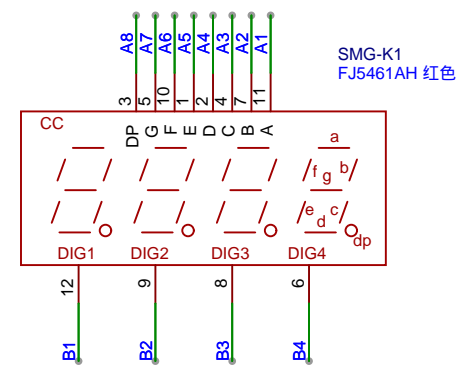 A8 A7 A6 A5 A4 A3 A2 A1
SMG-K1
FJ5461AH 红色
3 5 10 1 2 4 7 11
CC
DP G F E D C B A
a
f g b
e d c
dp
DIG1 DIG2 DIG3 DIG4
12 9 8 6
B1 B2 B3 B4